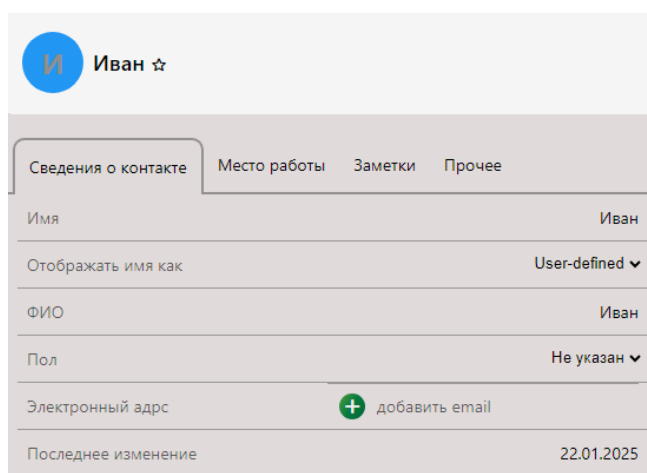 И
Иван
Сведения о контакте Место работы Заметки Прочее
Имя Иван
Отображать имя как User-defined
ФИО Иван
Пол Не указан
Электронный адрс добавить email
Последнее изменение 22.01.2025